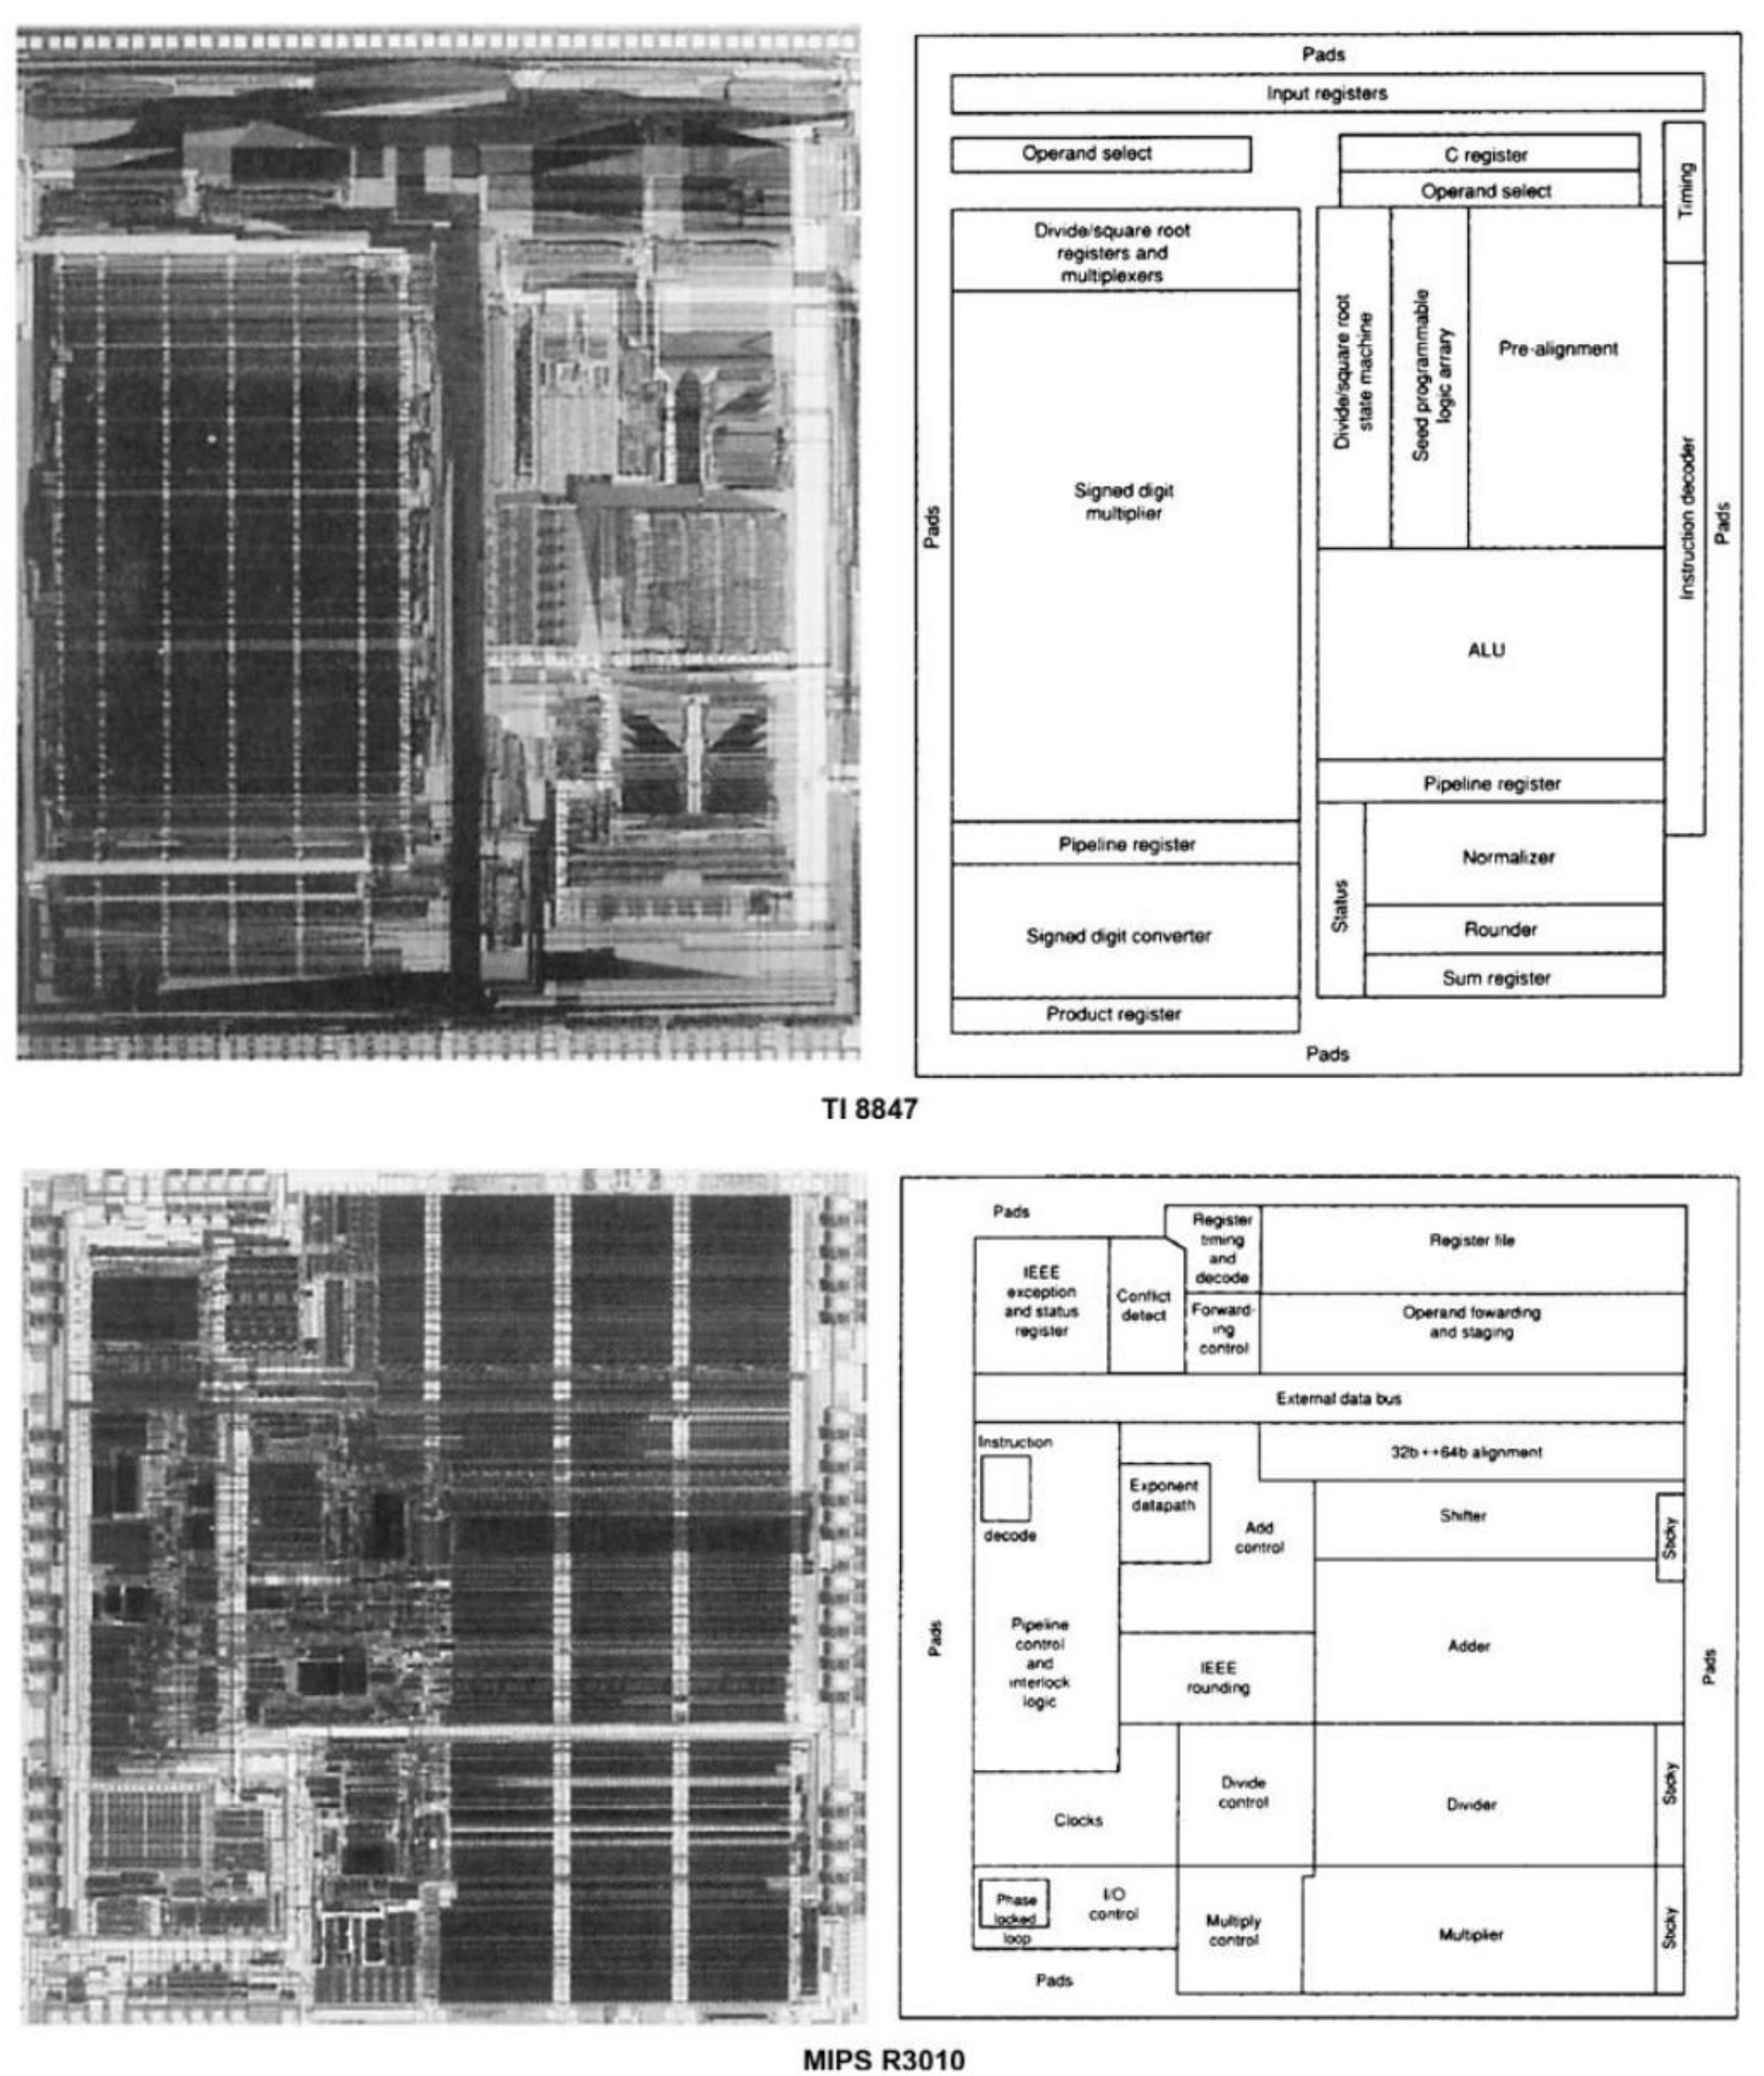 Pads
Input registers
Operand select
C register
Operand select
Timing
Divide/square root
registers and
multiplexers
Divide/square root
state machine
Seed programmable
logic arrary
Pre-alignment
Signed digit
multiplier
Pads
Instruction decoder
Pads
ALU
Pipeline register
Pipeline register
Normalizer
Status
Signed digit converter
Rounder
Sum register
Product register
Pads
TI 8847
Pads
Register
timing
and
decode
Register file
IEEE
exception
and status
register
Conflict
detect
Forward-
ing
control
Operand fowarding
and staging
External data bus
Instruction
decode
32b ++64b alignment
Exponent
datapath
Add
control
Shifter
Sticky
Pads
Pipeline
control
and
interlock
logic
IEEE
rounding
Adder
Pads
Divide
control
Divider
Sticky
Clocks
Phase
locked
loop
I/O
control
Multiply
control
Multiplier
Sticky
Pads
MIPS R3010